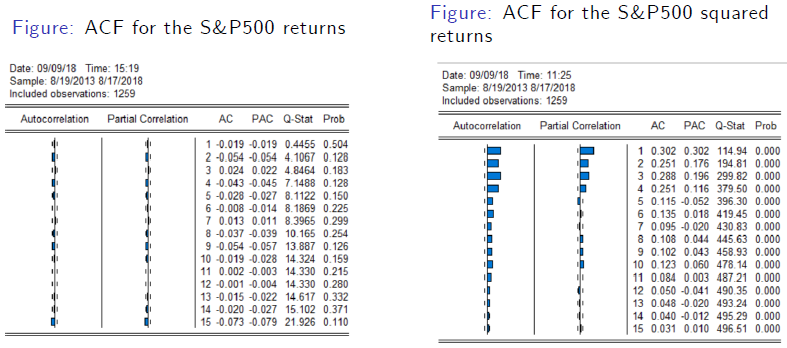 Figure: ACF for the S&P500 returns
Date: 09/09/18 Time: 15:19
Sample: 8/19/2013 8/17/2018
Included observations: 1259
Autocorrelation Partial Correlation AC PAC Q-Stat Prob
1 -0.019 -0.019 0.4455 0.504
2 -0.054 -0.054 4.1067 0.128
3 0.024 0.022 4.8464 0.183
4 -0.043 -0.045 7.1488 0.128
5 -0.028 -0.027 8.1122 0.150
6 -0.008 -0.014 8.1869 0.225
7 0.013 0.011 8.3965 0.299
8 -0.037 -0.039 10.165 0.254
9 -0.054 -0.057 13.887 0.126
10 -0.019 -0.028 14.324 0.159
11 0.002 -0.003 14.330 0.215
12 -0.001 -0.004 14.330 0.280
13 -0.015 -0.022 14.617 0.332
14 -0.020 -0.027 15.102 0.371
15 -0.073 -0.079 21.926 0.110
Figure: ACF for the S&P500 squared
returns
Date: 09/09/18 Time: 11:25
Sample: 8/19/2013 8/17/2018
Included observations: 1259
Autocorrelation Partial Correlation AC PAC Q-Stat Prob
1 0.302 0.302 114.94 0.000
2 0.251 0.176 194.81 0.000
3 0.288 0.196 299.82 0.000
4 0.251 0.116 379.50 0.000
5 0.115 -0.052 396.30 0.000
6 0.135 0.018 419.45 0.000
7 0.095 -0.020 430.83 0.000
8 0.108 0.044 445.63 0.000
9 0.102 0.043 458.93 0.000
10 0.123 0.060 478.14 0.000
11 0.084 0.003 487.21 0.000
12 0.050 -0.041 490.35 0.000
13 0.048 -0.020 493.24 0.000
14 0.040 -0.012 495.29 0.000
15 0.031 0.010 496.51 0.000